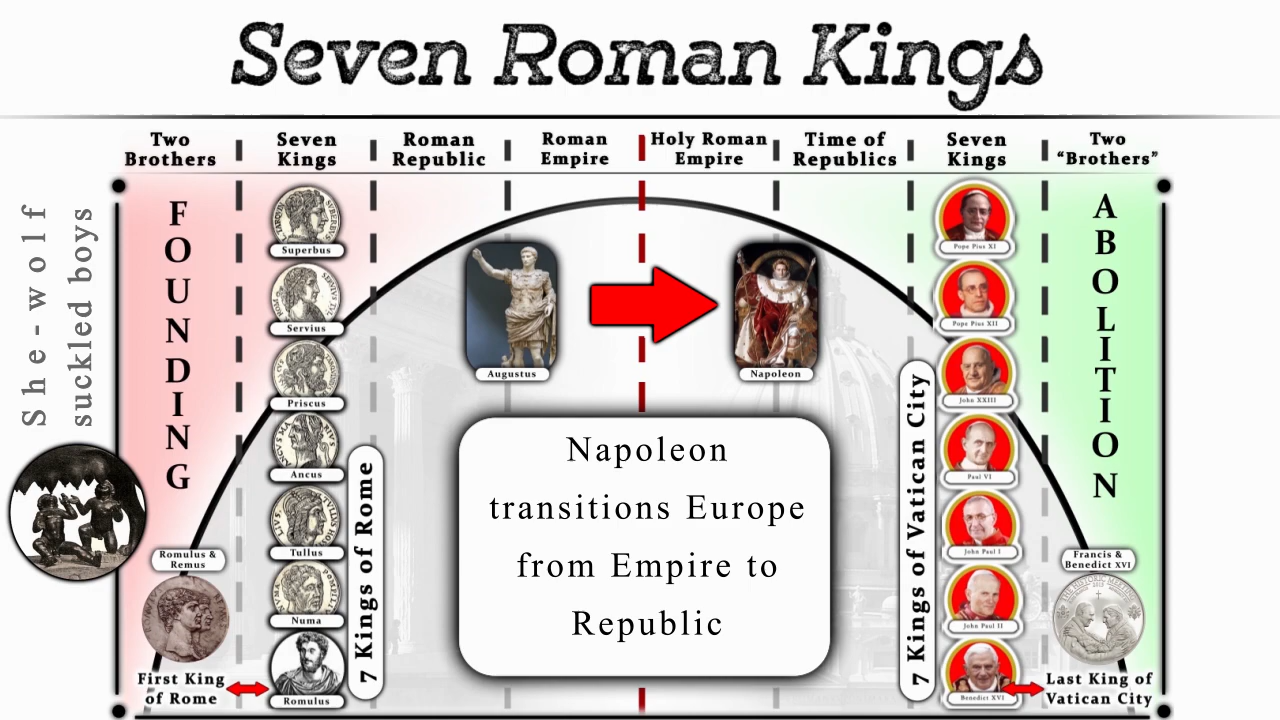 Seven Roman Kings
Two
Brothers
Seven
Kings
Roman
Republic
Roman
Empire
Holy Roman
Empire
Time of
Republics
Seven
Kings
Two
“Brothers”
She-wolf
suckled boys
FOUNDING
Superbus
Servius
Priscus
Ancus
Tullus
Numa
Romulus
7 Kings of Rome
Romulus &
Remus
First King
of Rome
Augustus
Napoleon
Napoleon
transitions Europe
from Empire to
Republic
7 Kings of Vatican City
Pope Pius XI
Pope Pius XII
John XXIII
Paul VI
John Paul I
John Paul II
Benedict XVI
ABOLITION
Francis &
Benedict XVI
Last King of
Vatican City